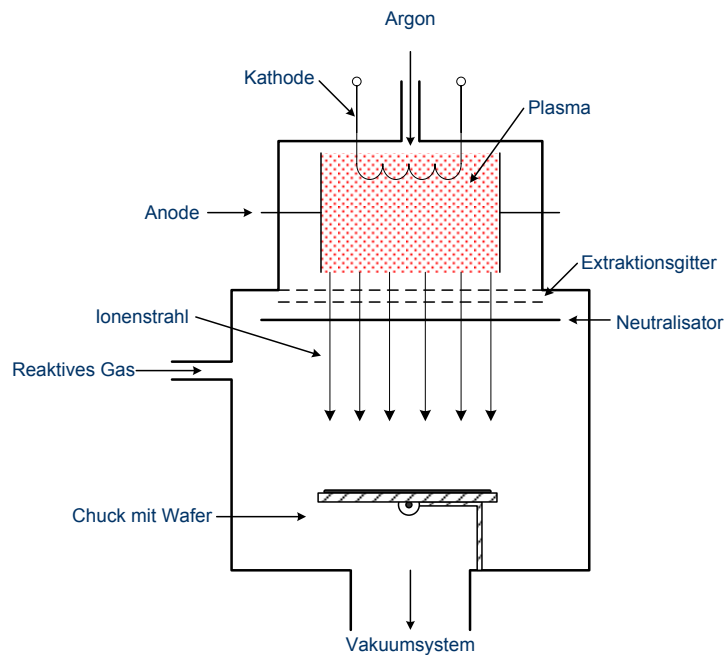 Argon
Kathode
Plasma
Anode
Extraktionsgitter
Ionenstrahl
Neutralisator
Reaktives Gas
Chuck mit Wafer
Vakuumsystem